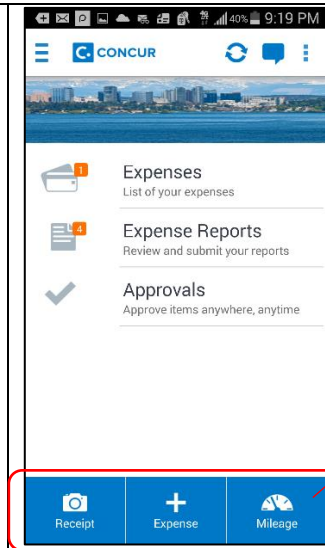 40% 9:19 PM
C. CONCUR
1
Expenses
List of your expenses
4
Expense Reports
Review and submit your reports
Approvals
Approve items anywhere, anytime
Receipt
Expense
Mileage